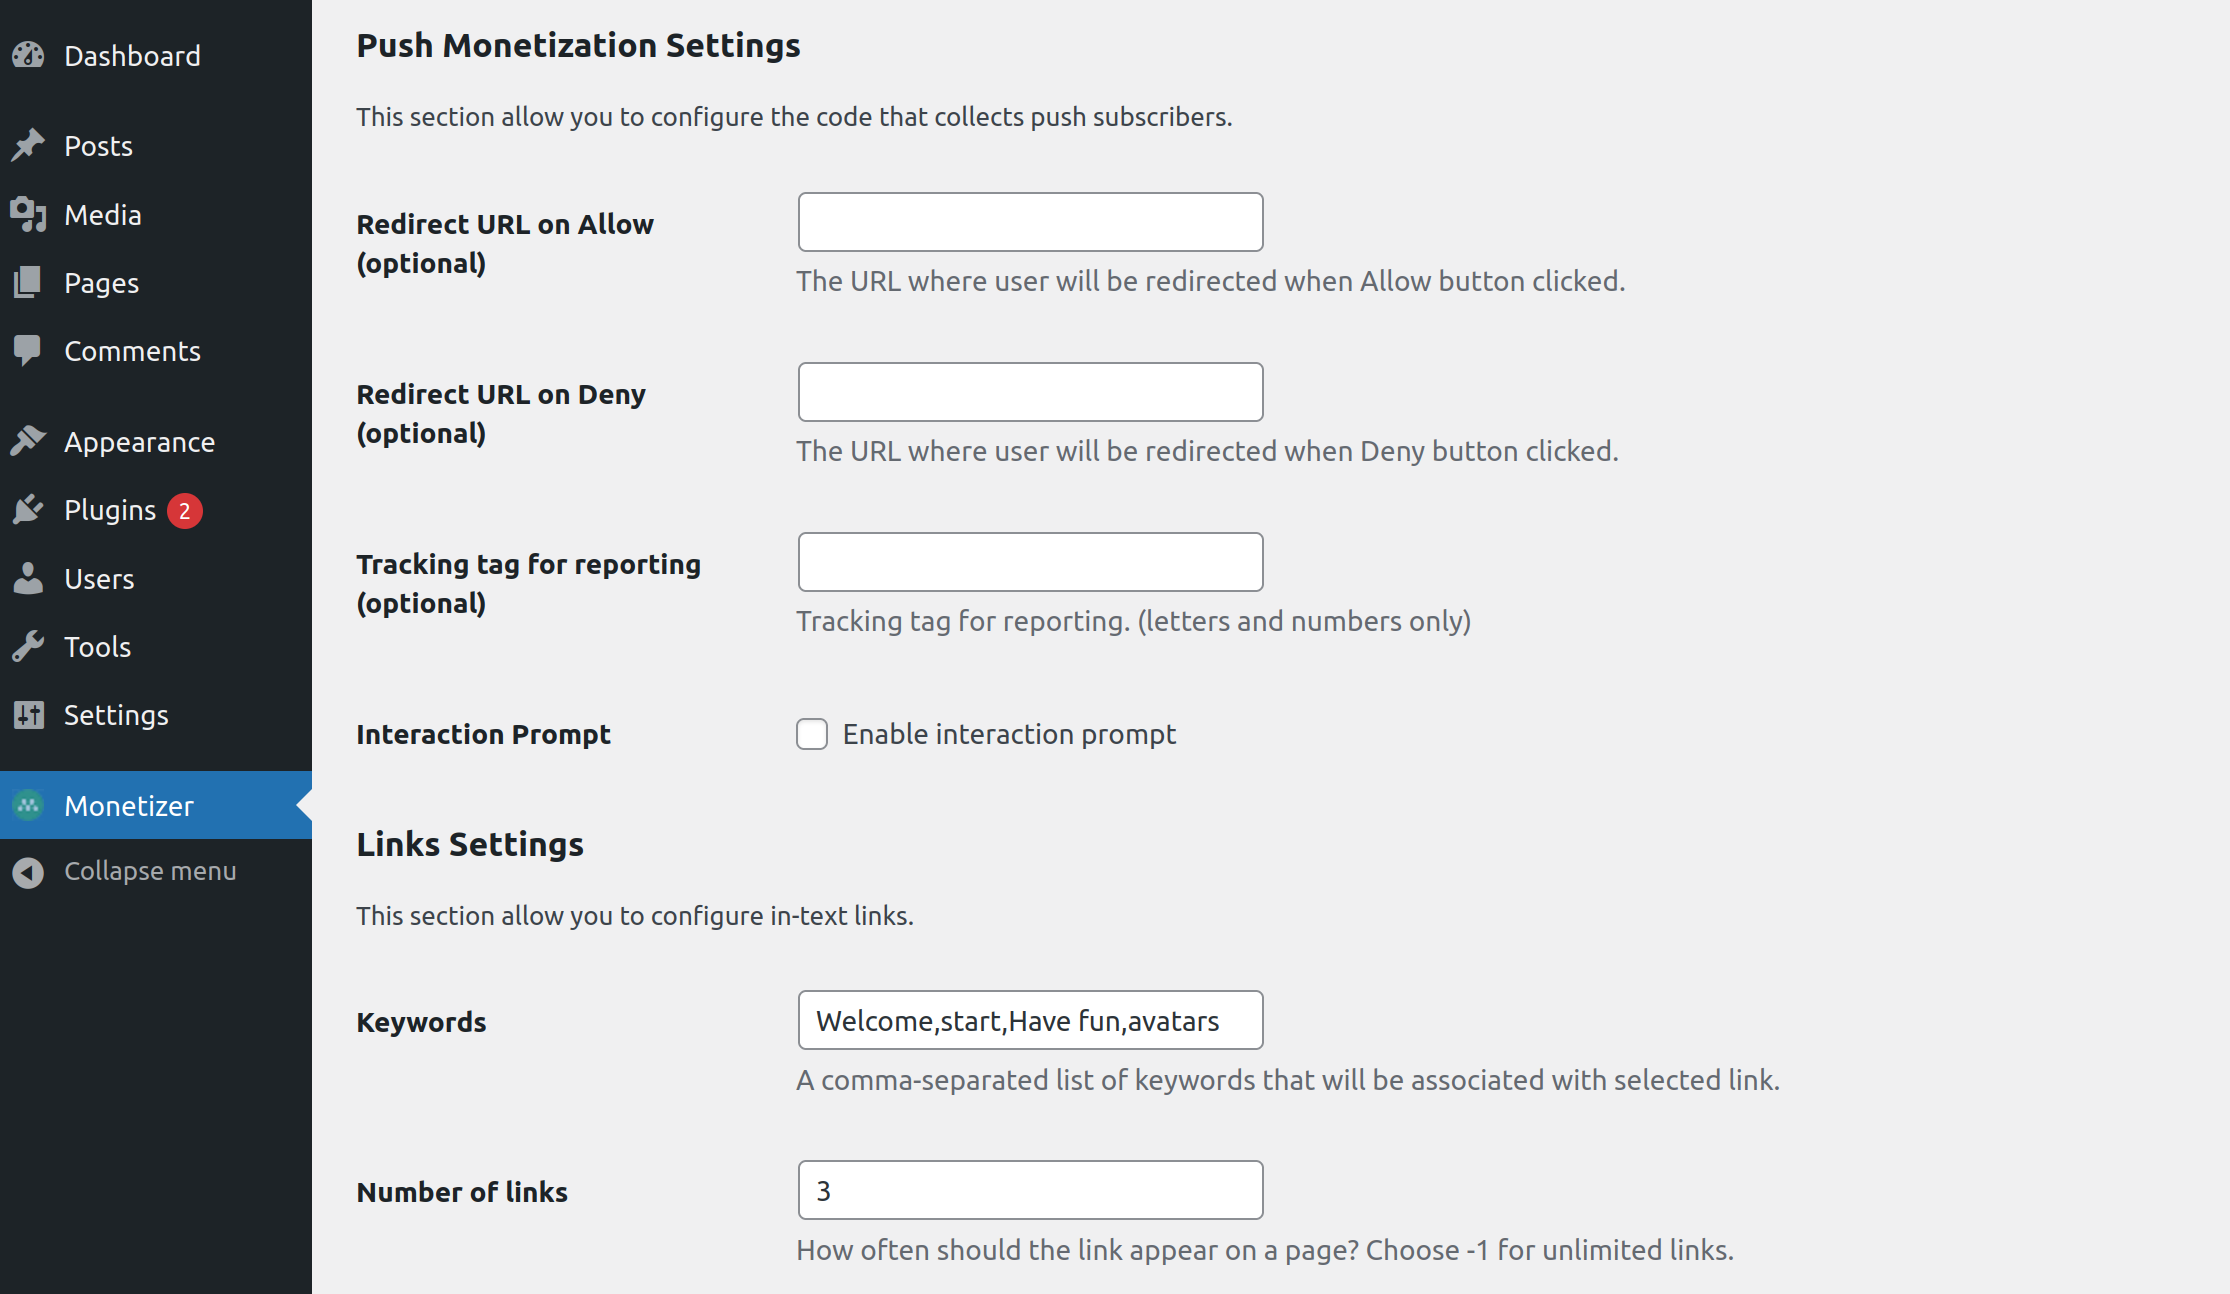 Dashboard
Posts
Media
Pages
Comments
Appearance
Plugins 2
Users
Tools
Settings
Monetizer
Collapse menu
Push Monetization Settings
This section allow you to configure the code that collects push subscribers.
Redirect URL on Allow
(optional)
The URL where user will be redirected when Allow button clicked.
Redirect URL on Deny
(optional)
The URL where user will be redirected when Deny button clicked.
Tracking tag for reporting
(optional)
Tracking tag for reporting. (letters and numbers only)
Interaction Prompt
Enable interaction prompt
Links Settings
This section allow you to configure in-text links.
Keywords
Welcome,start,Have fun,avatars
A comma-separated list of keywords that will be associated with selected link.
Number of links
3
How often should the link appear on a page? Choose -1 for unlimited links.